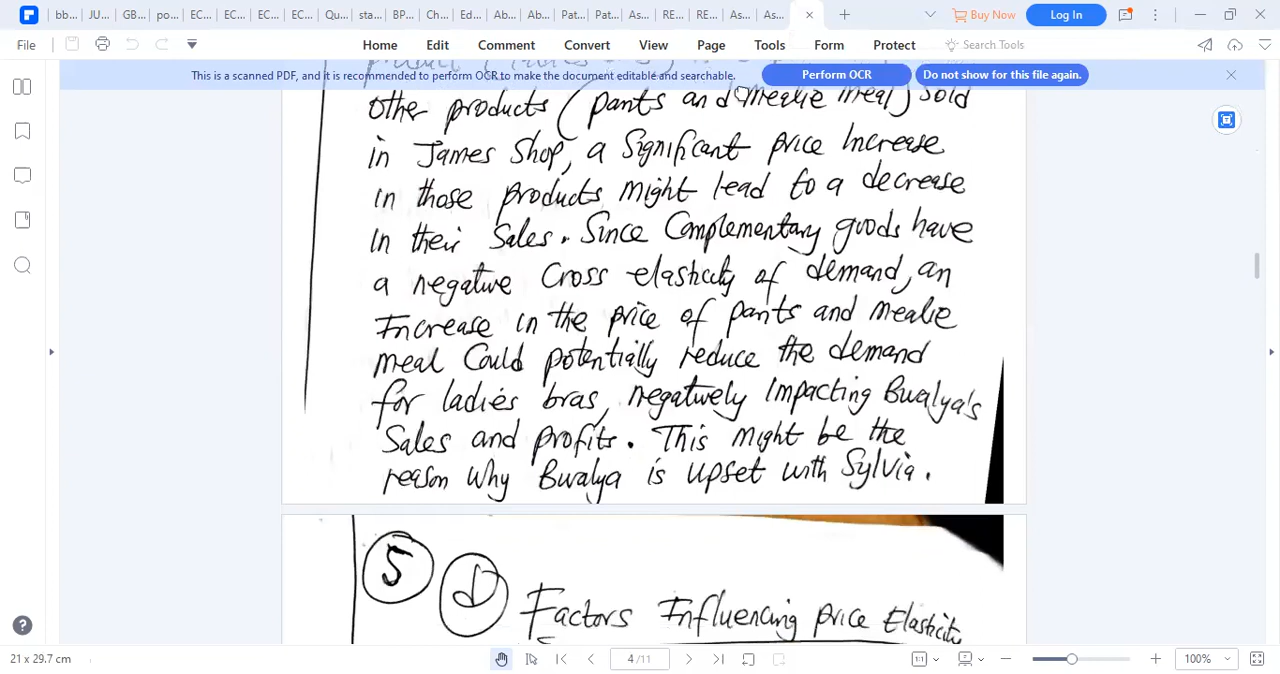 bb...
JU...
GB...
po...
EC...
EC...
EC...
EC...
Qu...
sta...
BP...
Ch...
Ed...
Ab...
Ab...
Pat...
Pat...
As...
RE...
RE...
As...
As...
Buy Now
Log In
File
Home
Edit
Comment
Convert
View
Page
Tools
Form
Protect
Search Tools
This is a scanned PDF, and it is recommended to perform OCR to make the document editable and searchable.
Perform OCR
Do not show for this file again.
other products (pants and mealie meal) sold
in James Shop, a Significant price Increase
in those products might lead to a decrease
In their Sales. Since Complementary goods have
a negative Cross elasticity of demand, an
Increase in the price of pants and mealie
meal Could potentially reduce the demand
for ladies bras, negatively Impacting Bwalya's
Sales and profits. This might be the
reason why Bwalya is upset with Sylvia.
5 d Factors Influencing price Elasticity
21 x 29.7 cm
4 /11
1:1
100%